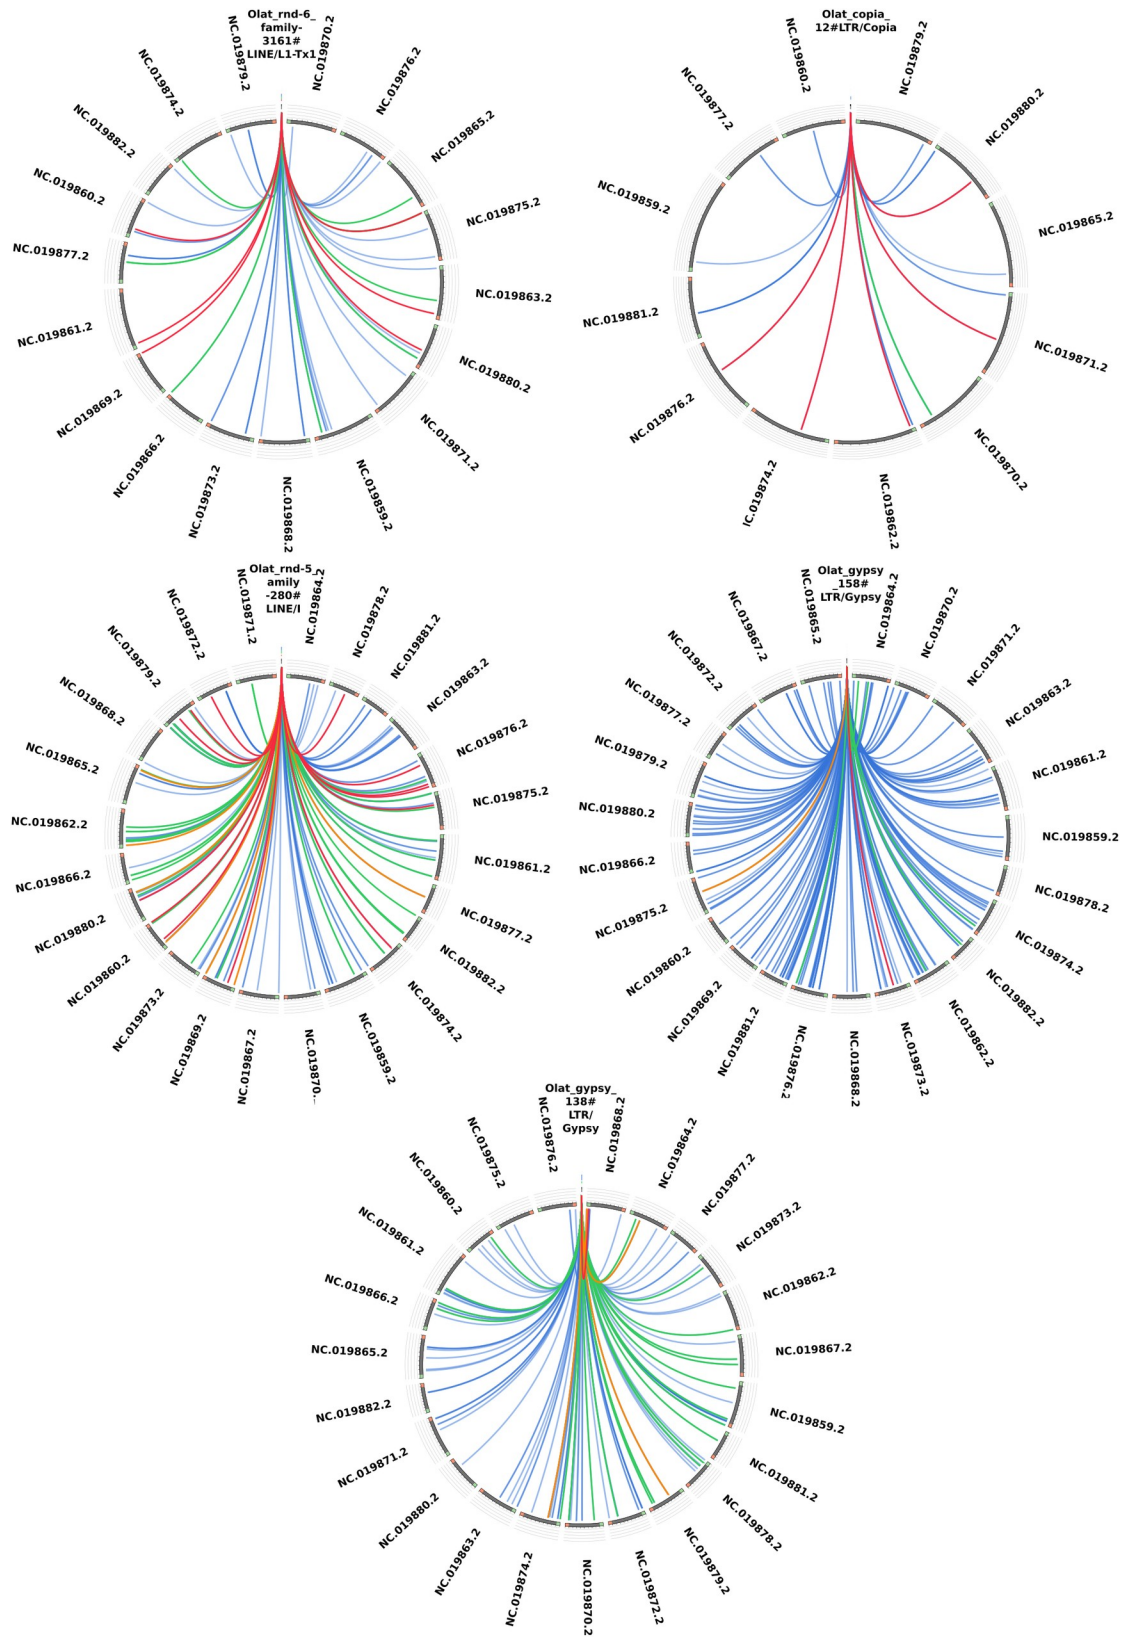 Olat_rnd-6_
family-
3161#
LINE/L1-Tx1
NC.019870.2
NC.019876.2
NC.019865.2
NC.019875.2
NC.019863.2
NC.019880.2
NC.019871.2
NC.019859.2
NC.019868.2
NC.019873.2
NC.019866.2
NC.019869.2
NC.019861.2
NC.019877.2
NC.019860.2
NC.019882.2
NC.019874.2
NC.019879.2
Olat_copia_
12#LTR/Copia
NC.019879.2
NC.019880.2
NC.019865.2
NC.019871.2
NC.019870.2
NC.019862.2
IC.019874.2
NC.019876.2
NC.019881.2
NC.019859.2
NC.019877.2
NC.019860.2
Olat_rnd-5_
amily
-280#
LINE/I
NC.019864.2
NC.019878.2
NC.019881.2
NC.019863.2
NC.019876.2
NC.019875.2
NC.019861.2
NC.019877.2
NC.019882.2
NC.019874.2
NC.019859.2
NC.019870..
NC.019867.2
NC.019869.2
NC.019873.2
NC.019860.2
NC.019880.2
NC.019866.2
NC.019862.2
NC.019865.2
NC.019868.2
NC.019879.2
NC.019872.2
NC.019871.2
Olat_gypsy
_158#
LTR/Gypsy
NC.019864.2
NC.019870.2
NC.019871.2
NC.019863.2
NC.019861.2
NC.019859.2
NC.019878.2
NC.019874.2
NC.019882.2
NC.019862.2
NC.019873.2
NC.019868.2
NC.019876.2
NC.019881.2
NC.019869.2
NC.019860.2
NC.019875.2
NC.019866.2
NC.019880.2
NC.019879.2
NC.019877.2
NC.019872.2
NC.019867.2
NC.019865.2
Olat_gypsy_
138#
LTR/
Gypsy
NC.019868.2
NC.019864.2
NC.019877.2
NC.019873.2
NC.019862.2
NC.019867.2
NC.019859.2
NC.019881.2
NC.019878.2
NC.019879.2
NC.019872.2
NC.019870.2
NC.019874.2
NC.019863.2
NC.019880.2
NC.019871.2
NC.019882.2
NC.019865.2
NC.019866.2
NC.019861.2
NC.019860.2
NC.019875.2
NC.019876.2